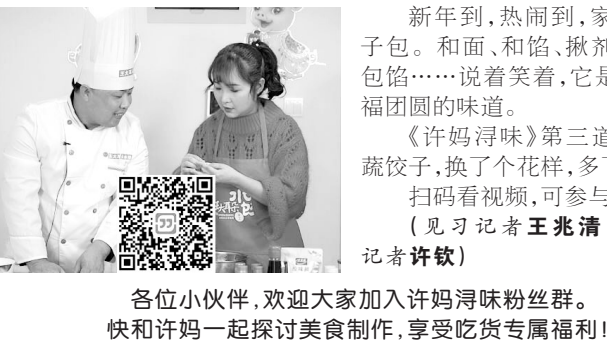 新年到,热闹到,家
子包。和面、和馅、揪剂
包馅……说着笑着,它是
福团圆的味道。
《许妈浔味》第三道
蔬饺子,换了个花样,多
扫码看视频,可参与
(见习记者王兆清
记者许钦)
各位小伙伴,欢迎大家加入许妈浔味粉丝群。
快和许妈一起探讨美食制作,享受吃货专属福利!